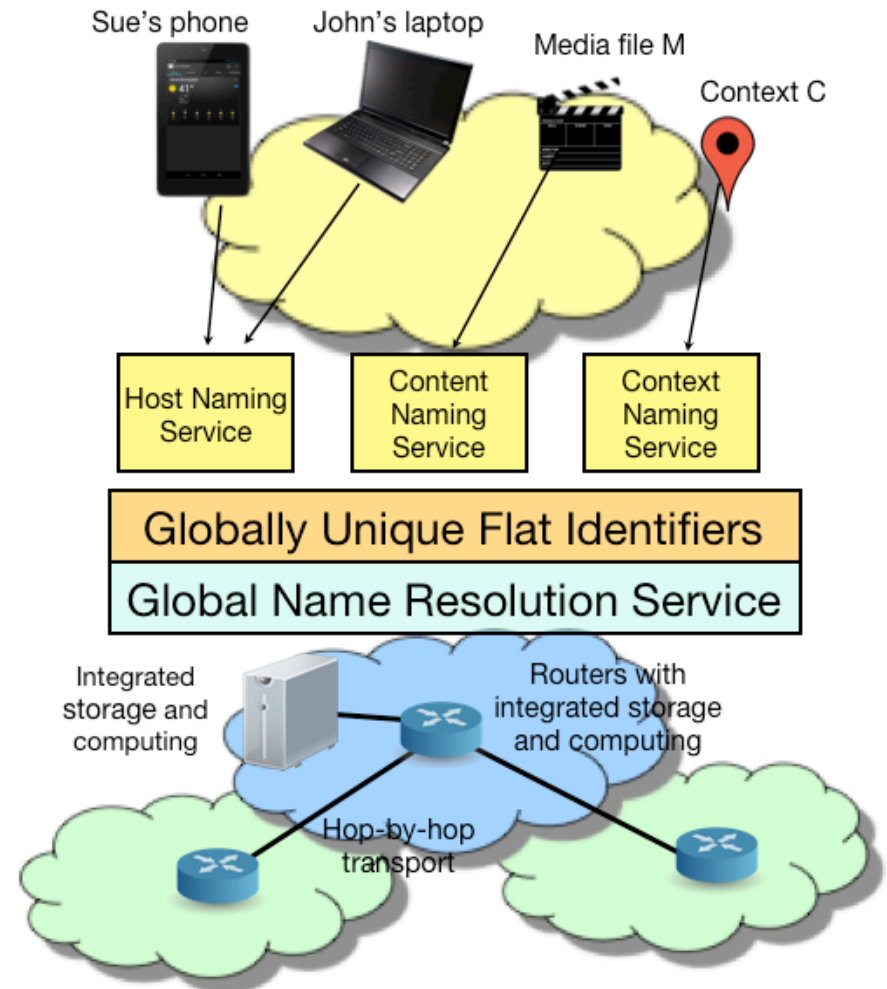 Sue's phone
John's laptop
Media file M
Context C
41°
Host Naming
Service
Content
Naming
Service
Context
Naming
Service
Globally Unique Flat Identifiers
Global Name Resolution Service
Integrated
storage and
computing
Routers with
integrated storage
and computing
Hop-by-hop
transport